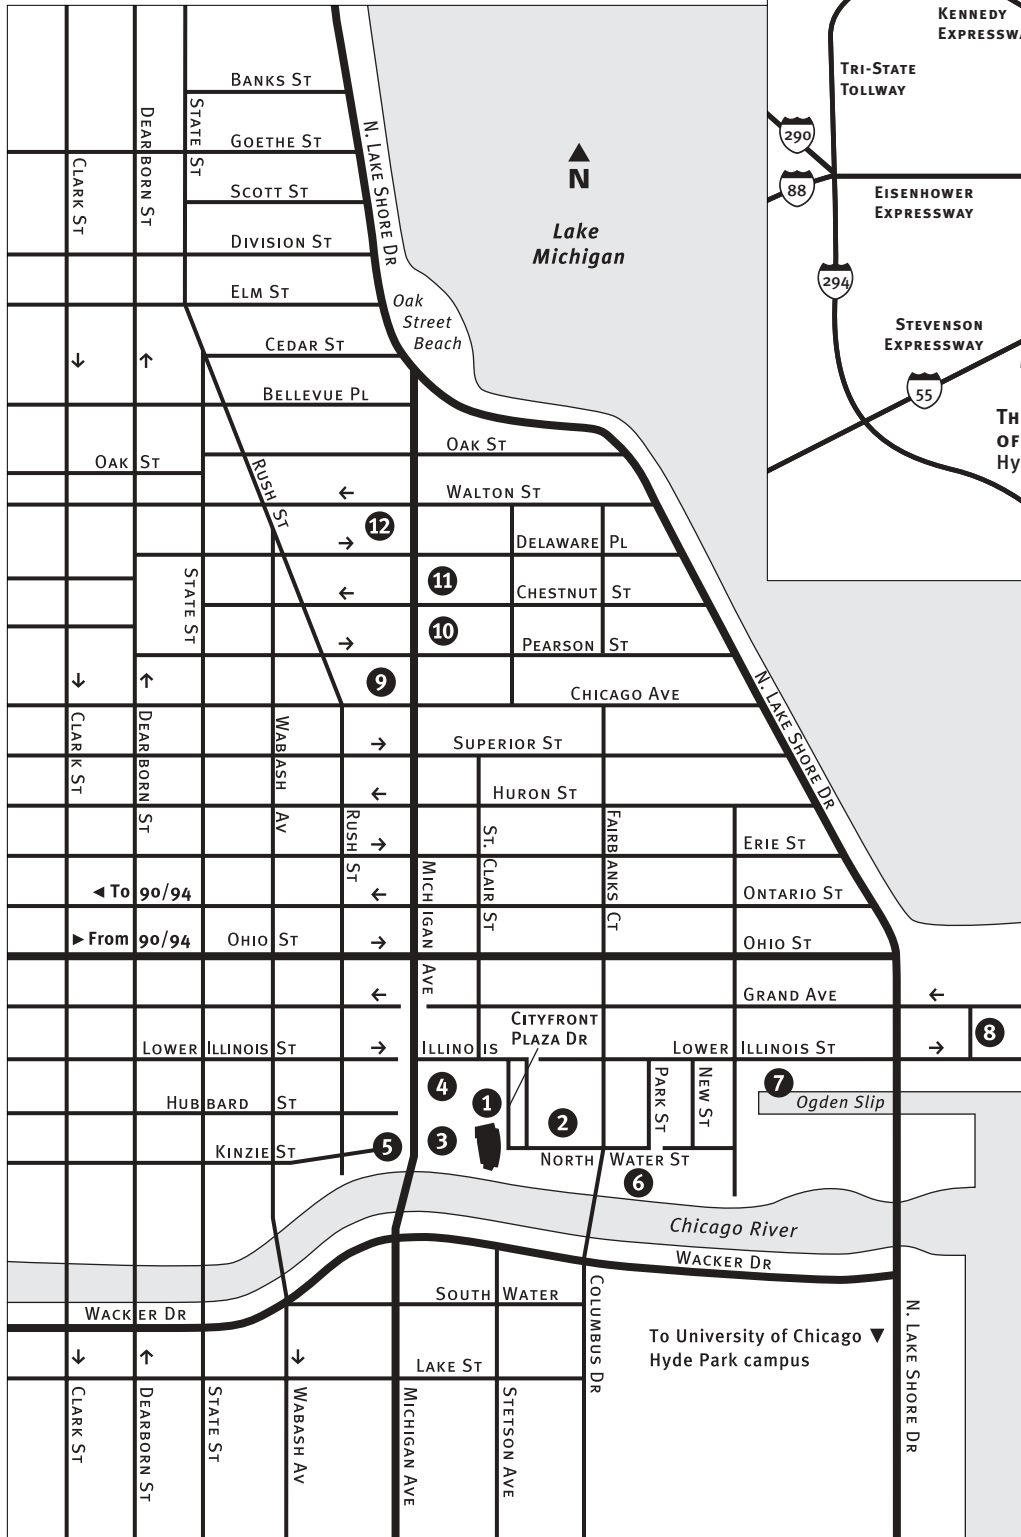 BANKS ST
GOETHE ST
SCOTT ST
DIVISION ST
ELM ST
CEDAR ST
BELLEVUE PL
OAK ST
OAK ST
WALTON ST
DELAWARE PL
CHESTNUT ST
PEARSON ST
CHICAGO AVE
SUPERIOR ST
HURON ST
ERIE ST
ONTARIO ST
OHIO ST
OHIO ST
GRAND AVE
CITYFRONT
PLAZA DR
LOWER ILLINOIS ST
ILLINOIS
LOWER ILLINOIS ST
HUBBARD ST
KINZIE ST
NORTH WATER ST
WACKER DR
WACKER DR
SOUTH WATER
LAKE ST
CLARK ST
DEARBORN ST
STATE ST
N. LAKE SHORE DR
RUSH ST
STATE ST
N. LAKE SHORE DR
CLARK ST
DEARBORN ST
WABASH AV
RUSH ST
MICHIGAN AVE
ST. CLAIR ST
FAIRBANKS CT
PARK ST
NEW ST
CLARK ST
DEARBORN ST
STATE ST
WABASH AV
MICHIGAN AVE
STETSON AVE
COLUMBUS DR
N. LAKE SHORE DR
N
Lake
Michigan
Oak
Street
Beach
◄ To 90/94
► From 90/94
Ogden Slip
Chicago River
To University of Chicago ▼
Hyde Park campus
12
11
10
9
8
7
4
1
2
5
3
6
KENNEDY
EXPRESSWA
TRI-STATE
TOLLWAY
290
88
EISENHOWER
EXPRESSWAY
294
STEVENSON
EXPRESSWAY
55
TH
OF
Hy